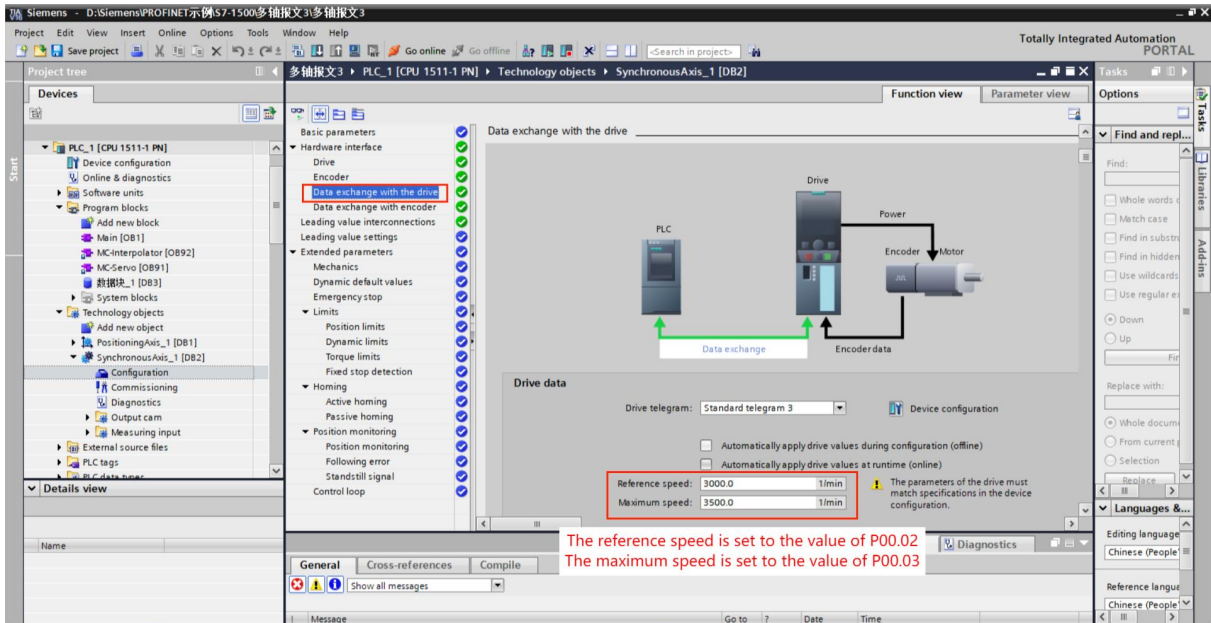 Siemens - D:\Siemens\PROFINET示例\S7-1500\多轴报文3\多轴报文3
Project Edit View Insert Online Options Tools Window Help
Totally Integrated Automation
PORTAL
Save project Go online Go offline <Search in project>
Project tree
多轴报文3 ▸ PLC_1 [CPU 1511-1 PN] ▸ Technology objects ▸ SynchronousAxis_1 [DB2]
Tasks
Devices
Function view Parameter view
Options
Start
PLC_1 [CPU 1511-1 PN]
Device configuration
Online & diagnostics
Software units
Program blocks
Add new block
Main [OB1]
MC-Interpolator [OB92]
MC-Servo [OB91]
数据块_1 [DB3]
System blocks
Technology objects
Add new object
PositioningAxis_1 [DB1]
SynchronousAxis_1 [DB2]
Configuration
Commissioning
Diagnostics
Output cam
Measuring input
External source files
PLC tags
PLC data types
Details view
Name
Basic parameters
Hardware interface
Drive
Encoder
Data exchange with the drive
Data exchange with encoder
Leading value interconnections
Leading value settings
Extended parameters
Mechanics
Dynamic default values
Emergency stop
Limits
Position limits
Dynamic limits
Torque limits
Fixed stop detection
Homing
Active homing
Passive homing
Position monitoring
Position monitoring
Following error
Standstill signal
Control loop
Data exchange with the drive
Drive
Power
PLC
Encoder Motor
Data exchange Encoder data
Drive data
Drive telegram: Standard telegram 3 Device configuration
Automatically apply drive values during configuration (offline)
Automatically apply drive values at runtime (online)
Reference speed: 3000.0 1/min
Maximum speed: 3500.0 1/min
The parameters of the drive must
match specifications in the device
configuration.
The reference speed is set to the value of P00.02
The maximum speed is set to the value of P00.03
Diagnostics
General Cross-references Compile
Show all messages
! Message Go to ? Date Time
Find and repl...
Find:
Whole words
Match case
Find in
Find in hidden
Use wildcards
Use regular
Down
Up
Replace with:
Whole
From current
Selection
Replace
Languages &...
Editing language
Chinese (People'
Reference
Chinese (People'
Tasks
Libraries
Add-ins